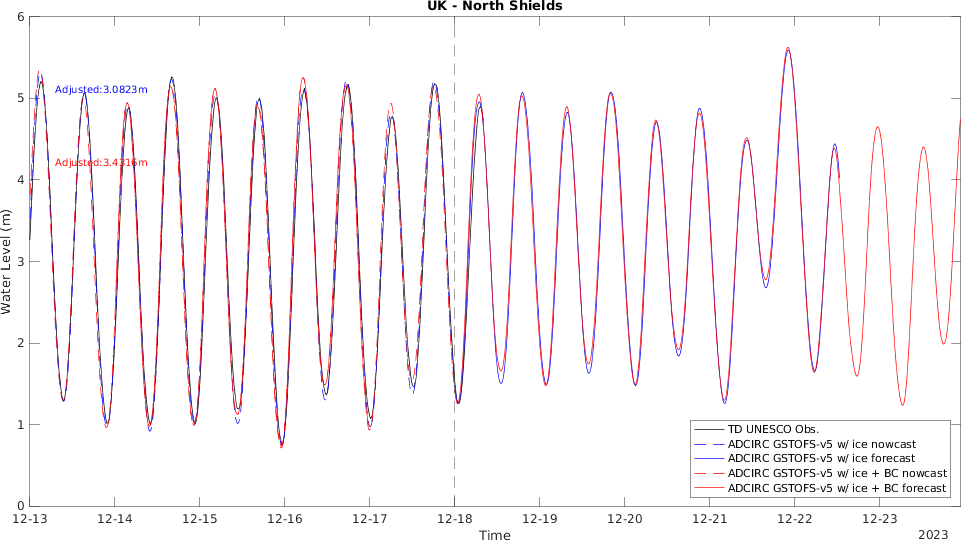 UK - North Shields
6
5
4
3
2
1
0
Water Level (m)
Adjusted:3.0823m
Adjusted:3.4316m
TD UNESCO Obs.
ADCIRC GSTOFS-v5 w/ ice nowcast
ADCIRC GSTOFS-v5 w/ ice forecast
ADCIRC GSTOFS-v5 w/ ice + BC nowcast
ADCIRC GSTOFS-v5 w/ ice + BC forecast
12-13 12-14 12-15 12-16 12-17 12-18 12-19 12-20 12-21 12-22 12-23
Time
2023